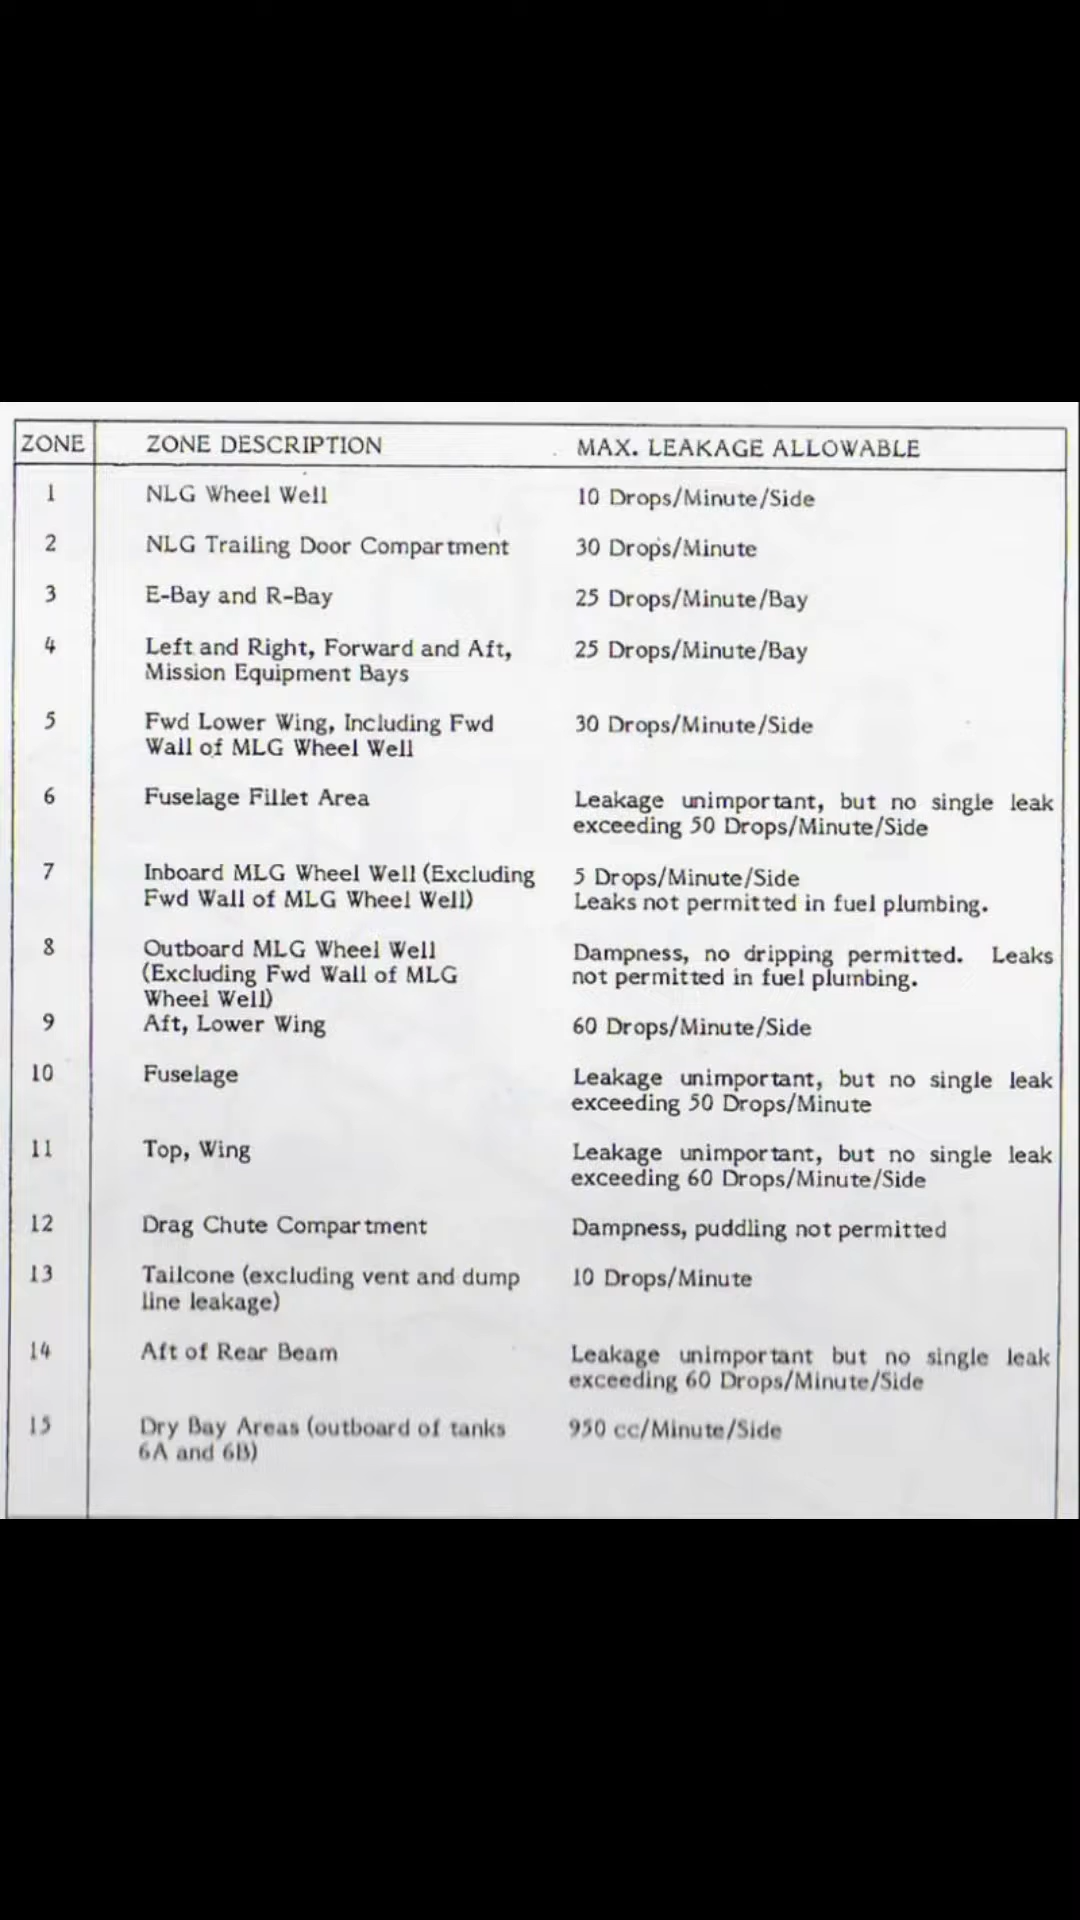 ZONE ZONE DESCRIPTION MAX. LEAKAGE ALLOWABLE
1 NLG Wheel Well 10 Drops/Minute/Side
2 NLG Trailing Door Compartment 30 Drops/Minute
3 E-Bay and R-Bay 25 Drops/Minute/Bay
4 Left and Right, Forward and Aft, 25 Drops/Minute/Bay
Mission Equipment Bays
5 Fwd Lower Wing, Including Fwd 30 Drops/Minute/Side
Wall of MLG Wheel Well
6 Fuselage Fillet Area Leakage unimportant, but no single leak
exceeding 50 Drops/Minute/Side
7 Inboard MLG Wheel Well (Excluding 5 Drops/Minute/Side
Fwd Wall of MLG Wheel Well) Leaks not permitted in fuel plumbing.
8 Outboard MLG Wheel Well Dampness, no dripping permitted. Leaks
(Excluding Fwd Wall of MLG not permitted in fuel plumbing.
Wheel Well)
9 Aft, Lower Wing 60 Drops/Minute/Side
10 Fuselage Leakage unimportant, but no single leak
exceeding 50 Drops/Minute
11 Top, Wing Leakage unimportant, but no single leak
exceeding 60 Drops/Minute/Side
12 Drag Chute Compartment Dampness, puddling not permitted
13 Tailcone (excluding vent and dump 10 Drops/Minute
line leakage)
14 Aft of Rear Beam Leakage unimportant but no single leak
exceeding 60 Drops/Minute/Side
15 Dry Bay Areas (outboard of tanks 950 cc/Minute/Side
6A and 6B)